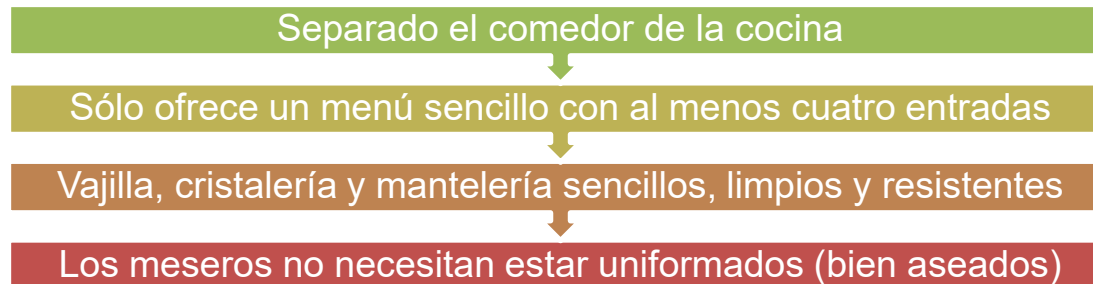 Separado el comedor de la cocina
Sólo ofrece un menú sencillo con al menos cuatro entradas
Vajilla, cristalería y mantelería sencillos, limpios y resistentes
Los meseros no necesitan estar uniformados (bien aseados)